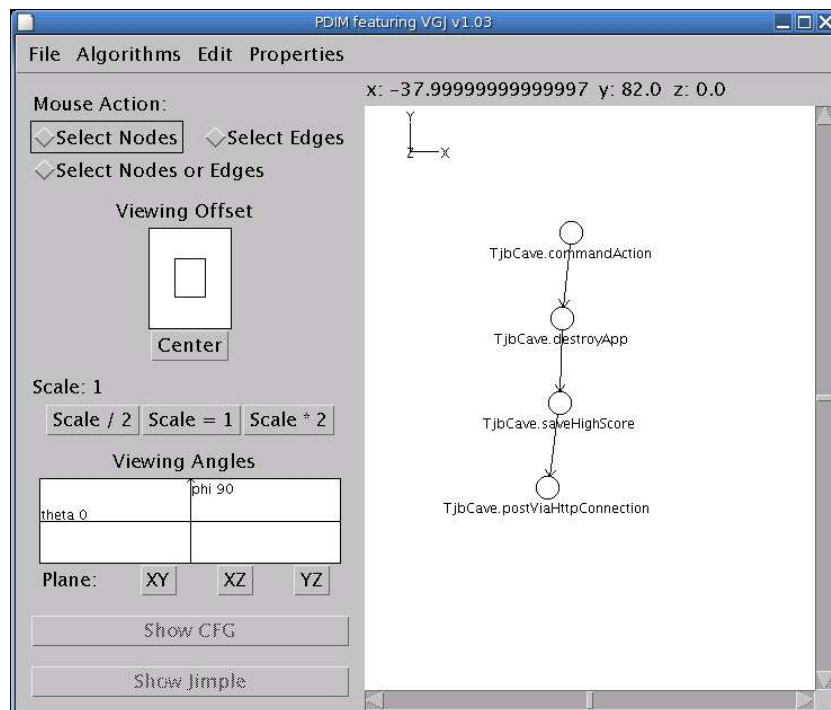 PDIM featuring VGJ v1.03
File Algorithms Edit Properties
x: -37.99999999999997 y: 82.0 z: 0.0
Mouse Action:
Select Nodes Select Edges
Select Nodes or Edges
Viewing Offset
Center
Scale: 1
Scale / 2 Scale = 1 Scale * 2
Viewing Angles
phi 90
theta 0
Plane: XY XZ YZ
Show CFG
Show Jimple
Y
Z X
TjbCave.commandAction
TjbCave.destroyApp
TjbCave.saveHighScore
TjbCave.postViaHttpConnection